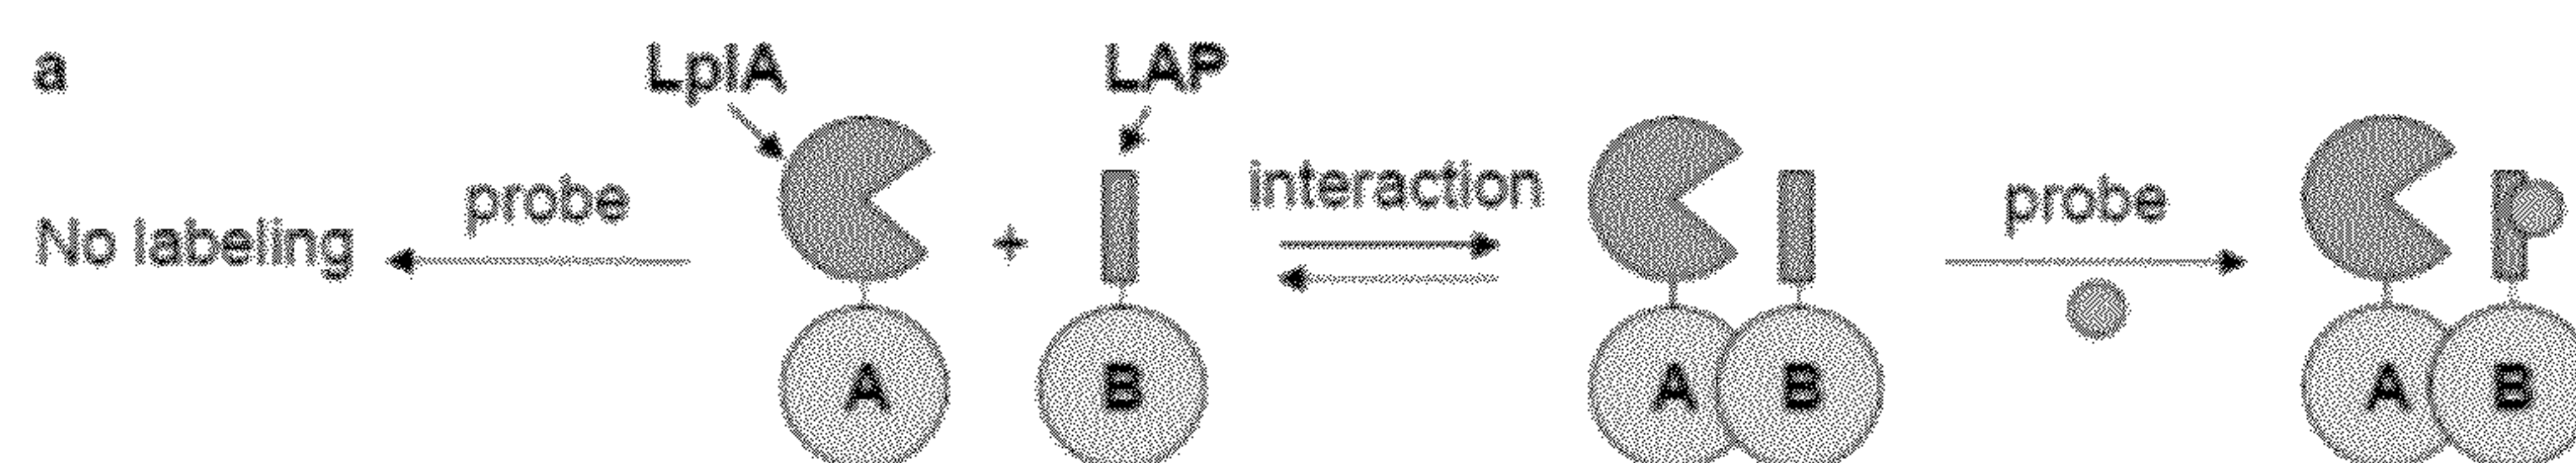 a
LplA
LAP
No labeling
probe
+
interaction
probe
A
B
A
B
A
B